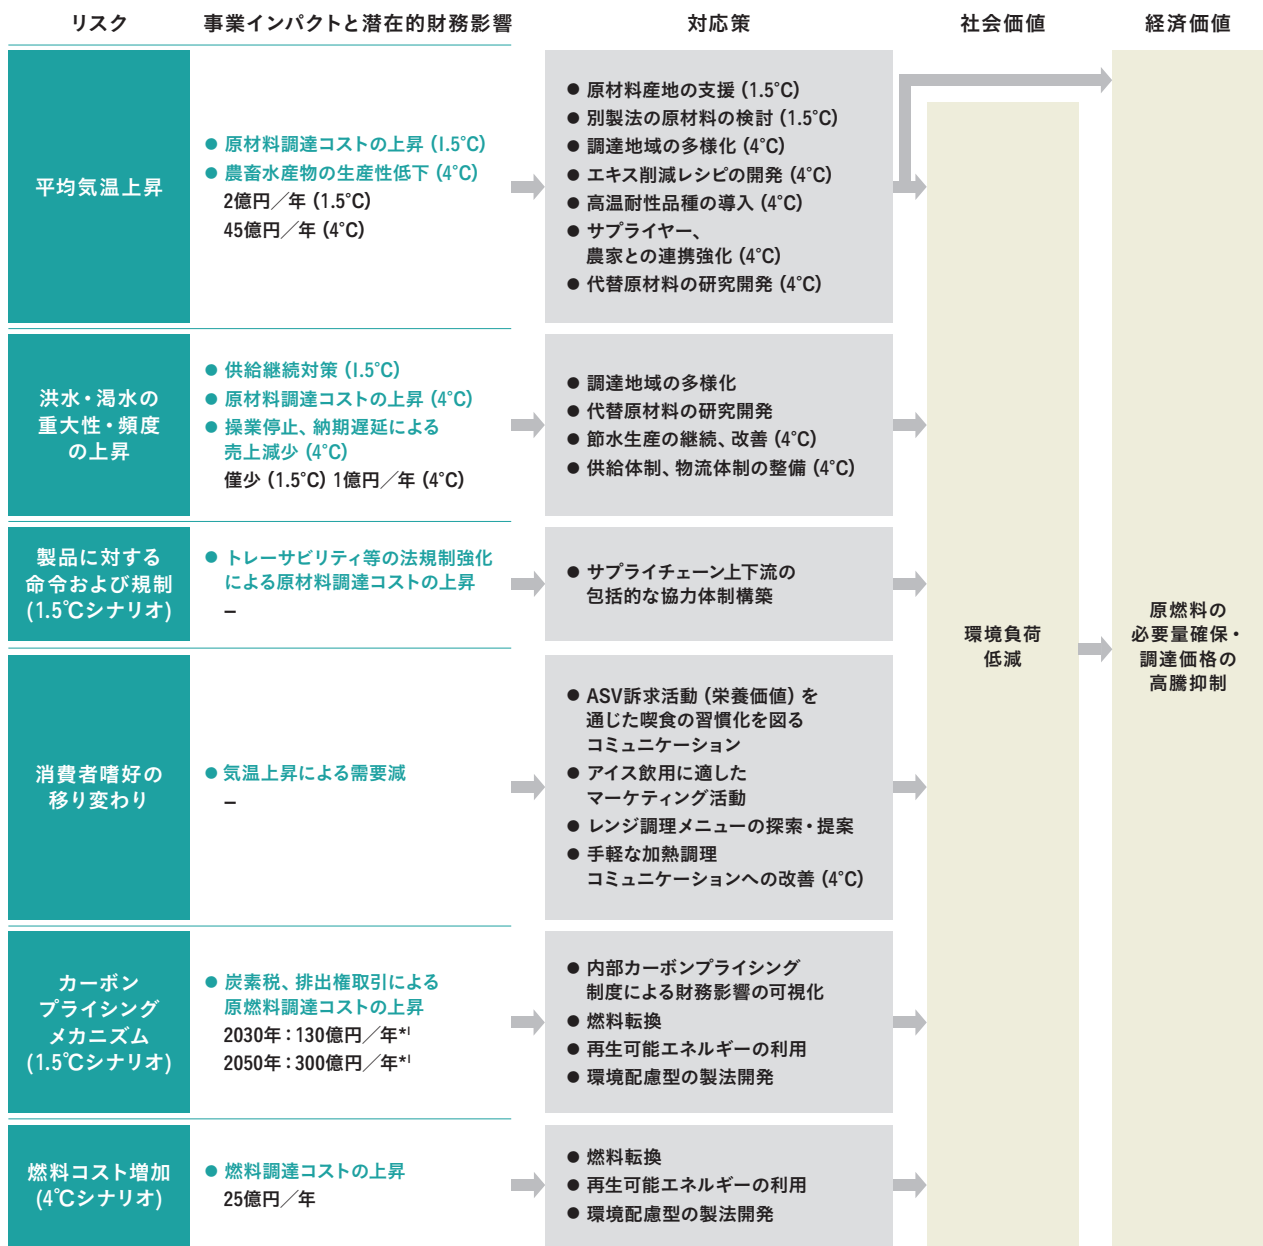 リスク
事業インパクトと潜在的財務影響
対応策
社会価値
経済価値
平均気温上昇
● 原材料調達コストの上昇（1.5℃）
● 農畜水産物の生産性低下（4℃）
2億円／年（1.5℃）
45億円／年（4℃）
● 原材料産地の支援（1.5℃）
● 別製法の原材料の検討（1.5℃）
● 調達地域の多様化（4℃）
● エキス削減レシピの開発（4℃）
● 高温耐性品種の導入（4℃）
● サプライヤー、
農家との連携強化（4℃）
● 代替原材料の研究開発（4℃）
洪水・渇水の
重大性・頻度
の上昇
● 供給継続対策（1.5℃）
● 原材料調達コストの上昇（4℃）
● 操業停止、納期遅延による
売上減少（4℃）
僅少（1.5℃）1億円／年（4℃）
● 調達地域の多様化
● 代替原材料の研究開発
● 節水生産の継続、改善（4℃）
● 供給体制、物流体制の整備（4℃）
製品に対する
命令および規制
(1.5℃シナリオ)
● トレーサビリティ等の法規制強化
による原材料調達コストの上昇
–
● サプライチェーン上下流の
包括的な協力体制構築
消費者嗜好の
移り変わり
● 気温上昇による需要減
–
● ASV訴求活動（栄養価値）を
通じた喫食の習慣化を図る
コミュニケーション
● アイス飲用に適した
マーケティング活動
● レンジ調理メニューの探索・提案
● 手軽な加熱調理
コミュニケーションへの改善（4℃）
カーボン
プライシング
メカニズム
(1.5℃シナリオ)
● 炭素税、排出権取引による
原燃料調達コストの上昇
2030年：130億円／年*1
2050年：300億円／年*1
● 内部カーボンプライシング
制度による財務影響の可視化
● 燃料転換
● 再生可能エネルギーの利用
● 環境配慮型の製法開発
燃料コスト増加
(4℃シナリオ)
● 燃料調達コストの上昇
25億円／年
● 燃料転換
● 再生可能エネルギーの利用
● 環境配慮型の製法開発
環境負荷
低減
原燃料の
必要量確保・
調達価格の
高騰抑制